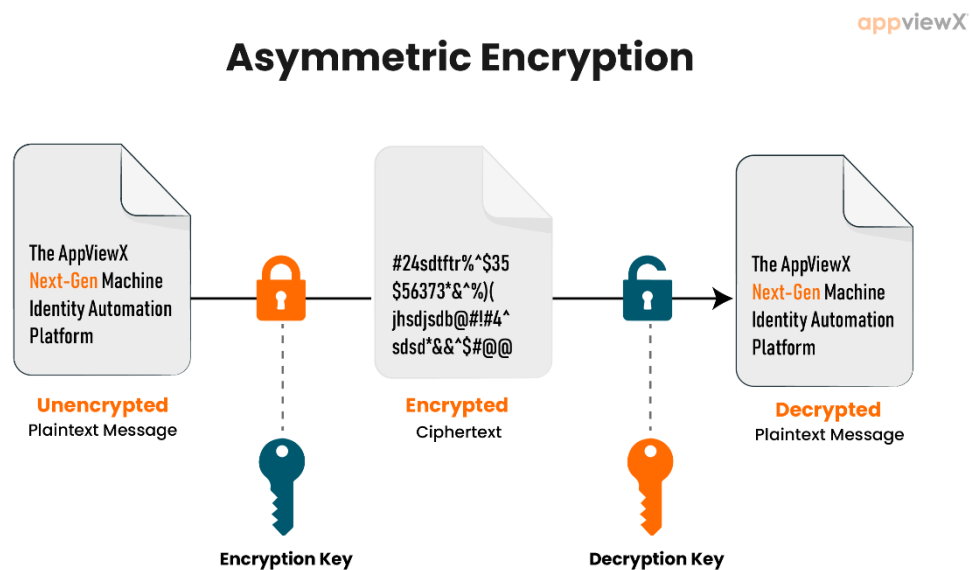 appviewX
Asymmetric Encryption
The AppViewX
Next-Gen Machine
Identity Automation
Platform
#24sdtftr%^$35
$56373*&^%)(
jhsdjsdb@#!#4^
sdsd*&&^$#@@
The AppViewX
Next-Gen Machine
Identity Automation
Platform
Unencrypted
Plaintext Message
Encrypted
Ciphertext
Decrypted
Plaintext Message
Encryption Key
Decryption Key